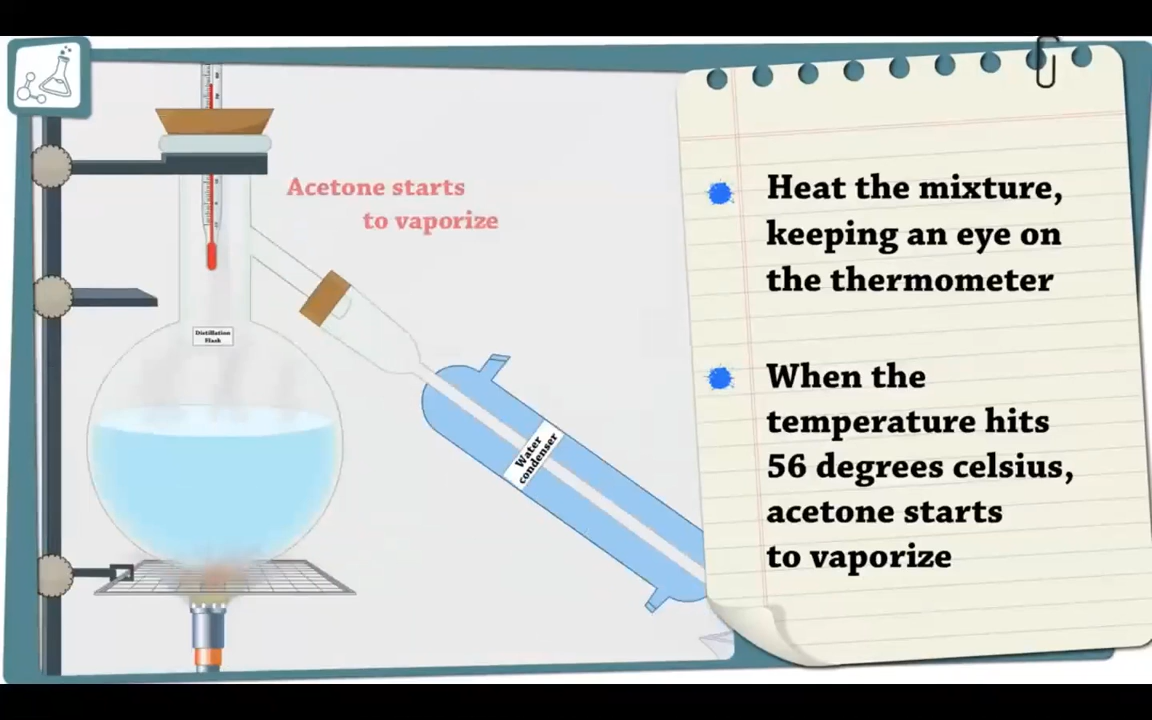 Acetone starts
to vaporize
Distillation
Flask
Water
condenser
Heat the mixture,
keeping an eye on
the thermometer
When the
temperature hits
56 degrees celsius,
acetone starts
to vaporize